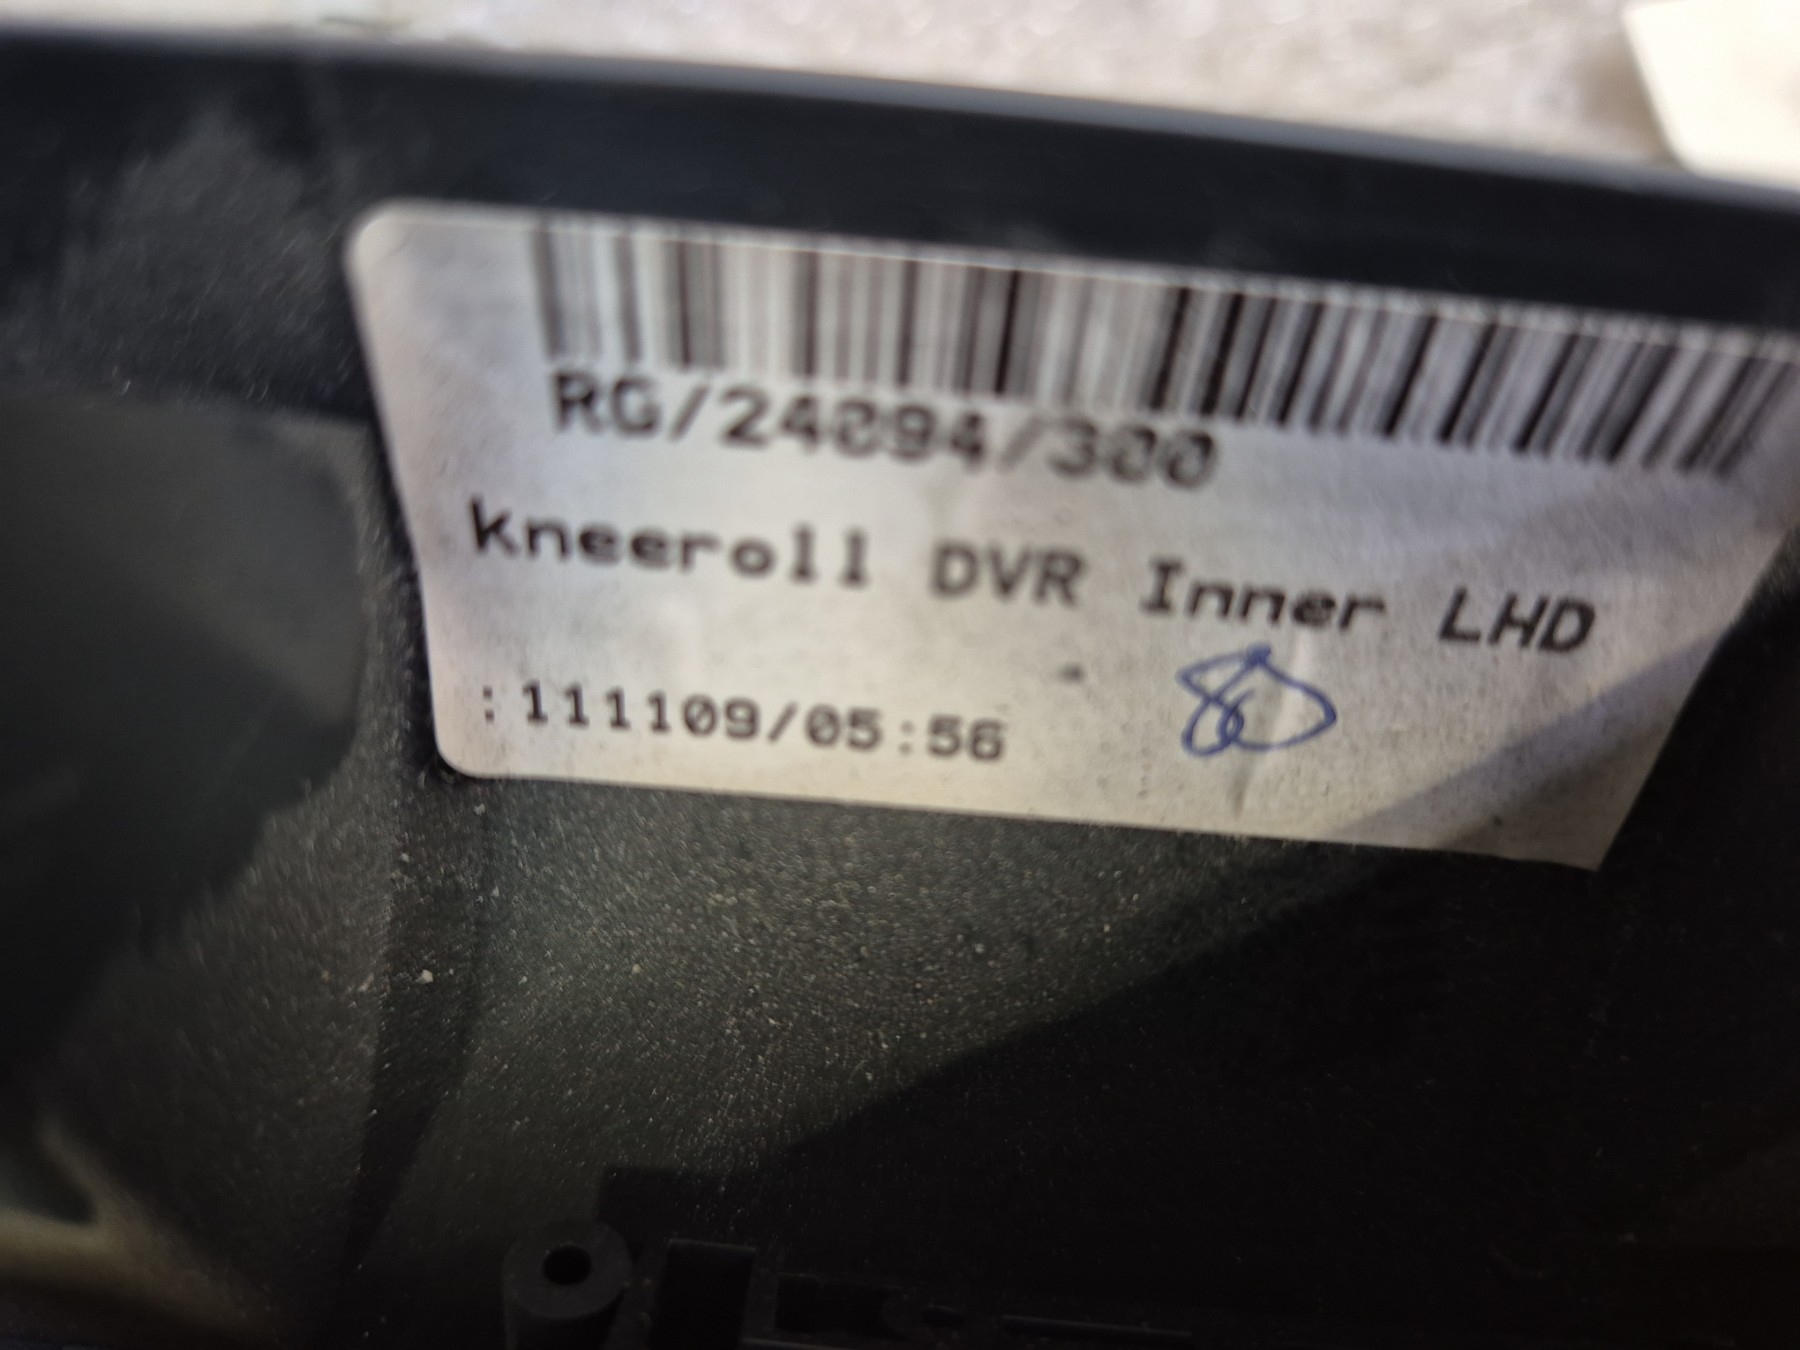 RG/24094/300
kneeroll DVR Inner LHD
:111109/05:56